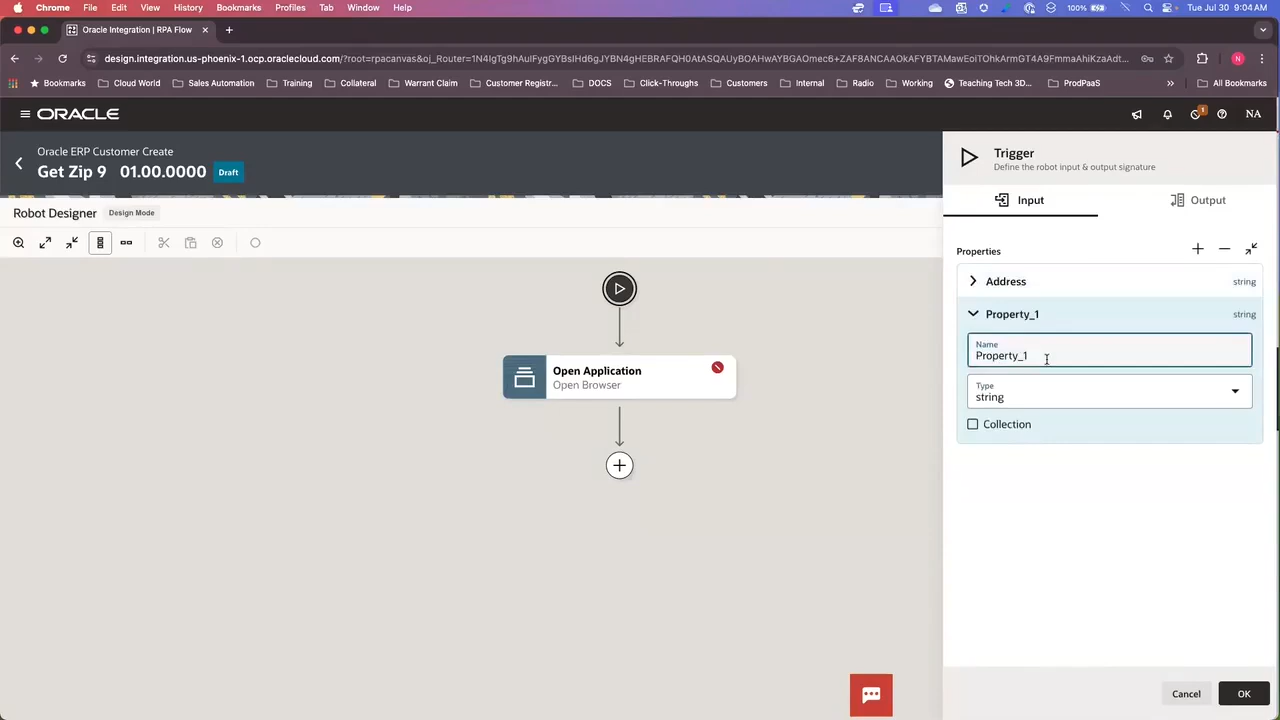 Chrome File Edit View History Bookmarks Profiles Tab Window Help 100% Tue Jul 30 9:04 AM
Oracle Integration | RPA Flow
design.integration.us-phoenix-1.ocp.oraclecloud.com/?root=rpacanvas&oj_Router=
Bookmarks Cloud World Sales Automation Training Collateral Warrant Claim Customer Registr... DOCS Click-Throughs Customers Internal Radio Working Teaching Tech 3D... ProdPaaS » All Bookmarks
ORACLE 1 NA
Oracle ERP Customer Create
Get Zip 9 01.00.0000 Draft
Trigger
Define the robot input & output signature
Robot Designer Design Mode
Input Output
Properties
Address string
Property_1 string
Name
Property_1
Type
string
Collection
Open Application
Open Browser
Cancel OK